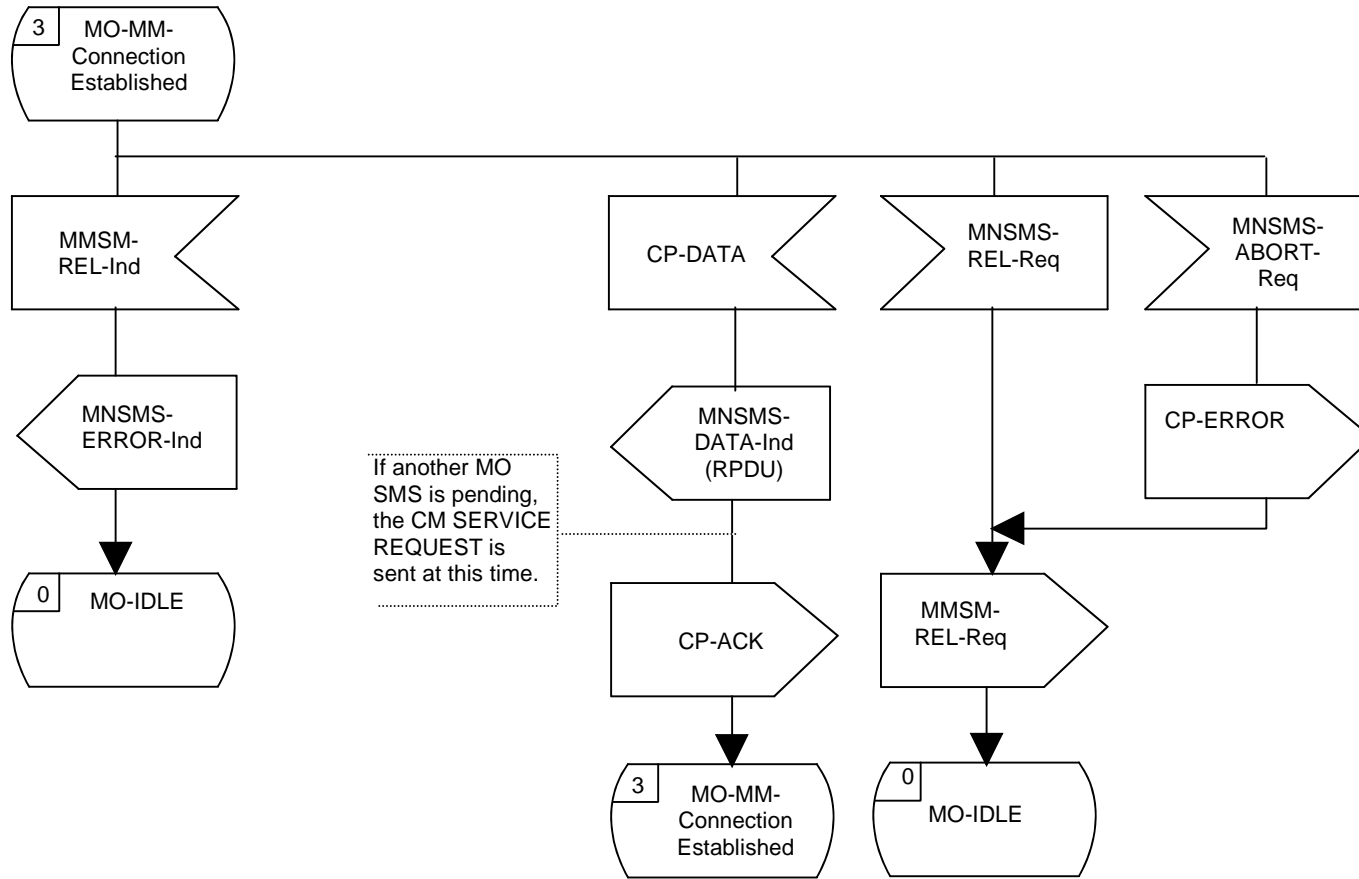 3
MO-MM-
Connection
Established
MMSM-
REL-Ind
CP-DATA
MNSMS-
REL-Req
MNSMS-
ABORT-
Req
MNSMS-
ERROR-Ind
MNSMS-
DATA-Ind
(RPDU)
CP-ERROR
If another MO
SMS is pending,
the CM SERVICE
REQUEST is
sent at this time.
0
MO-IDLE
CP-ACK
MMSM-
REL-Req
3
MO-MM-
Connection
Established
0
MO-IDLE